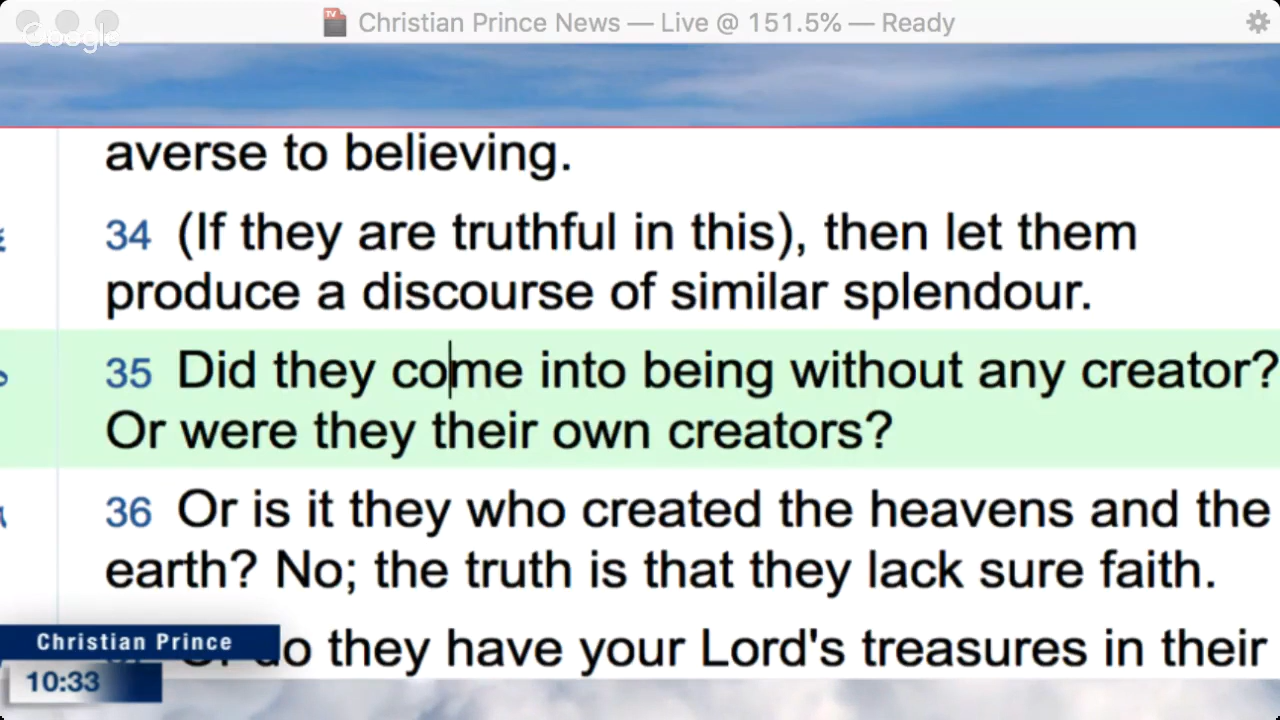 Christian Prince News — Live @ 151.5% — Ready
Google
averse to believing.
34 (If they are truthful in this), then let them
produce a discourse of similar splendour.
35 Did they come into being without any creator?
Or were they their own creators?
36 Or is it they who created the heavens and the
earth? No; the truth is that they lack sure faith.
they have your Lord's treasures in their
Christian Prince
10:33